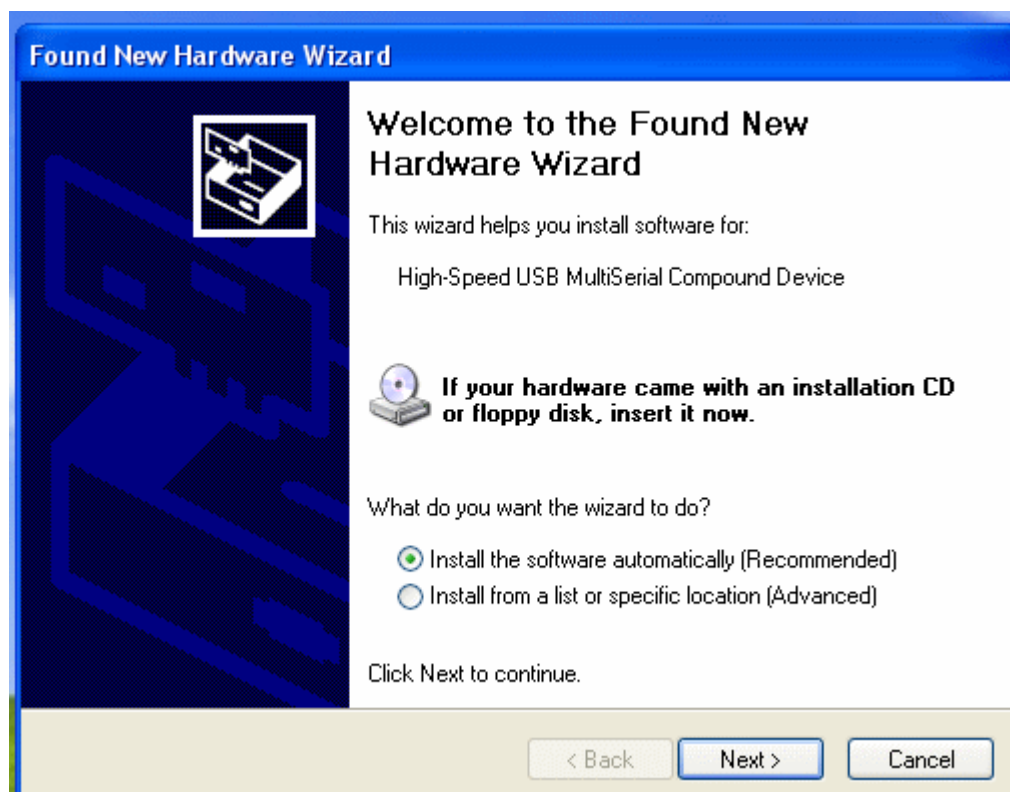 Found New Hardware Wizard
Welcome to the Found New
Hardware Wizard
This wizard helps you install software for:
High-Speed USB MultiSerial Compound Device
If your hardware came with an installation CD
or floppy disk, insert it now.
What do you want the wizard to do?
Install the software automatically (Recommended)
Install from a list or specific location (Advanced)
Click Next to continue.
< Back Next > Cancel